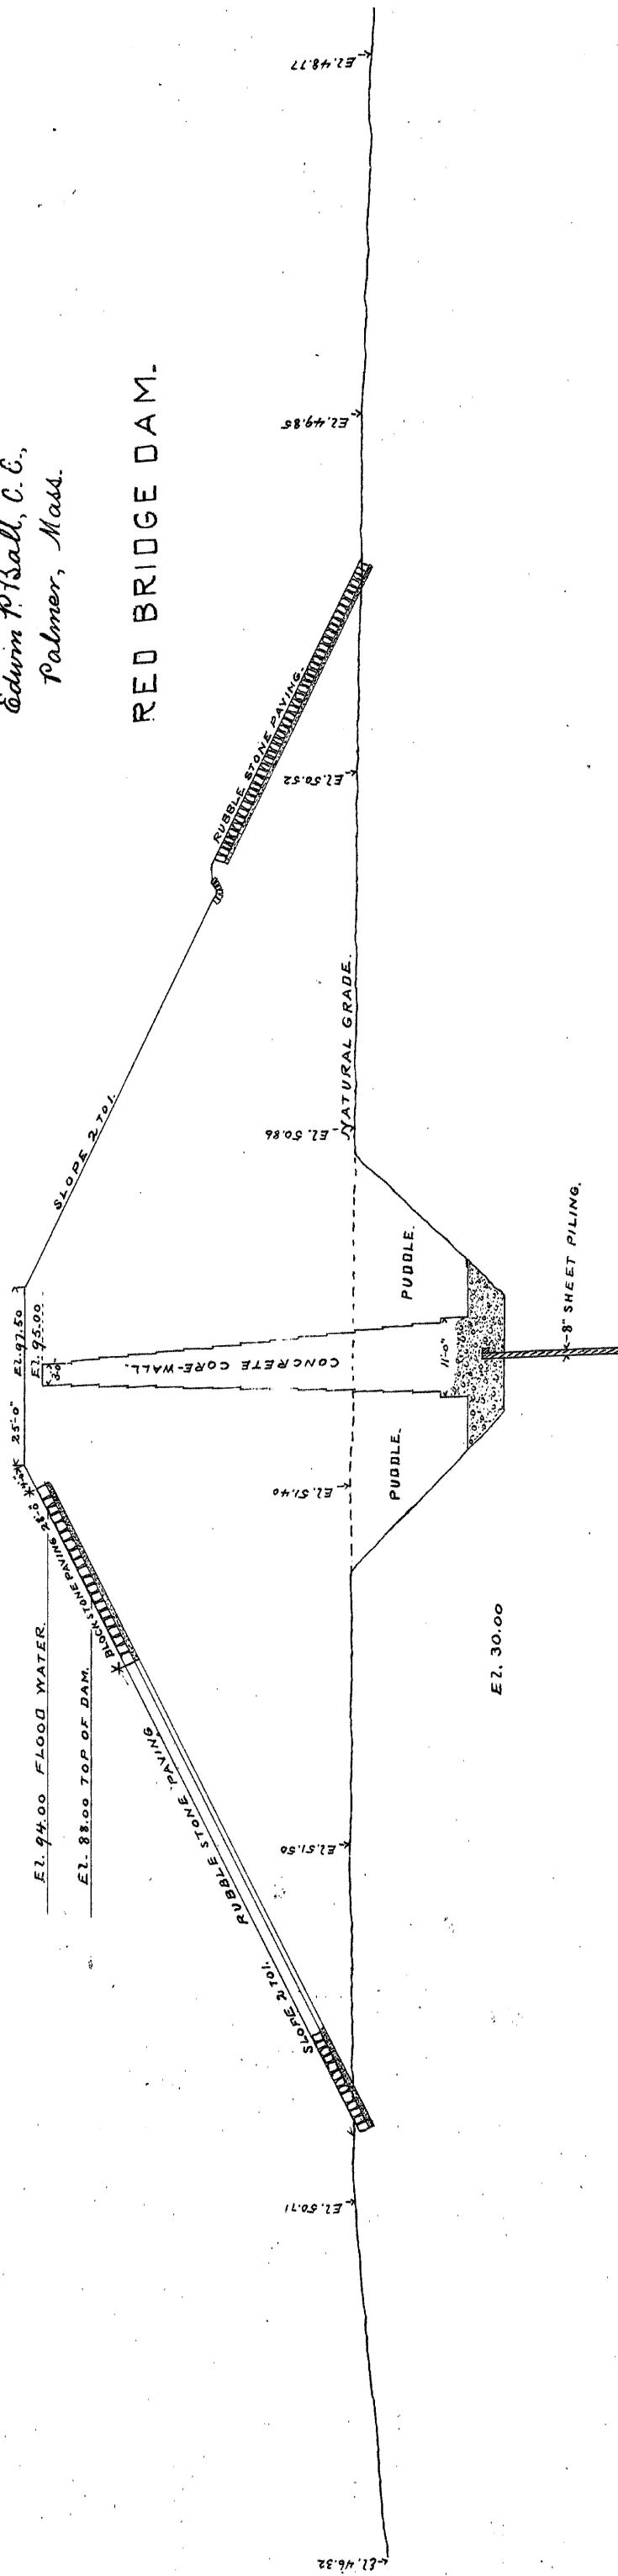 Edwin P. Ball, C.E.,
Palmer, Mass.
RED BRIDGE DAM.
El. 94.00 FLOOD WATER.
El. 88.00 TOP OF DAM.
25'-0"
El. 97.50
El. 95.00
BLOCK STONE PAVING 28'-0"
RUBBLE STONE PAVING
SLOPE 2 TO 1.
SLOPE 2 TO 1.
RUBBLE STONE PAVING.
CONCRETE CORE-WALL.
El. 46.32
El. 50.71
El. 51.50
El. 51.40
El. 50.86
NATURAL GRADE.
El. 50.52
El. 49.85
El. 48.77
PUDDLE.
PUDDLE.
11'-0"
El. 30.00
8" SHEET PILING.